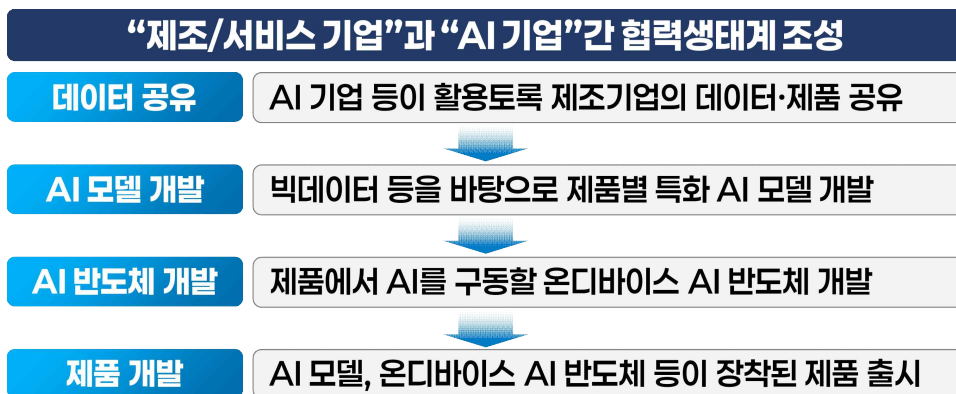 “제조/서비스 기업”과 “AI 기업”간 협력생태계 조성
데이터 공유
AI 기업 등이 활용토록 제조기업의 데이터·제품 공유
AI 모델 개발
빅데이터 등을 바탕으로 제품별 특화 AI 모델 개발
AI 반도체 개발
제품에서 AI를 구동할 온디바이스 AI 반도체 개발
제품 개발
AI 모델, 온디바이스 AI 반도체 등이 장착된 제품 출시